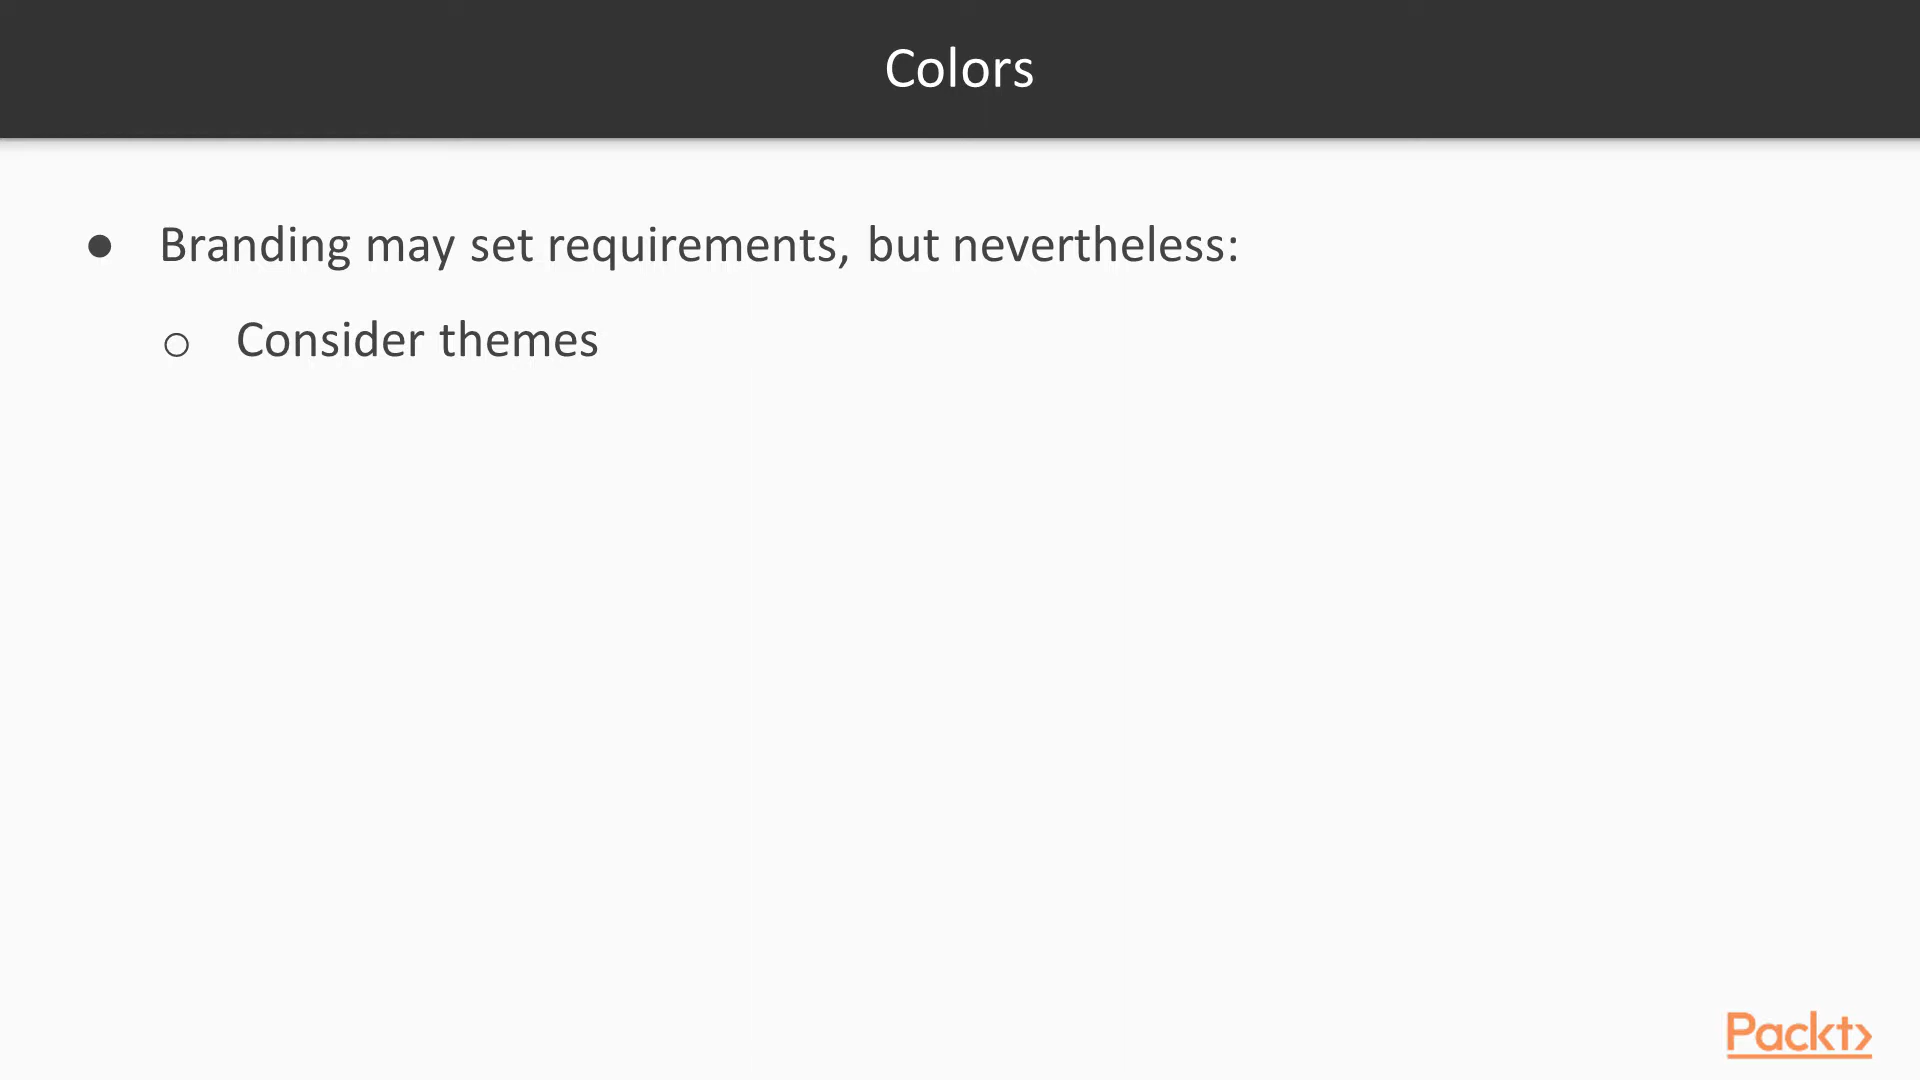 Colors
● Branding may set requirements, but nevertheless:
○ Consider themes
Packt